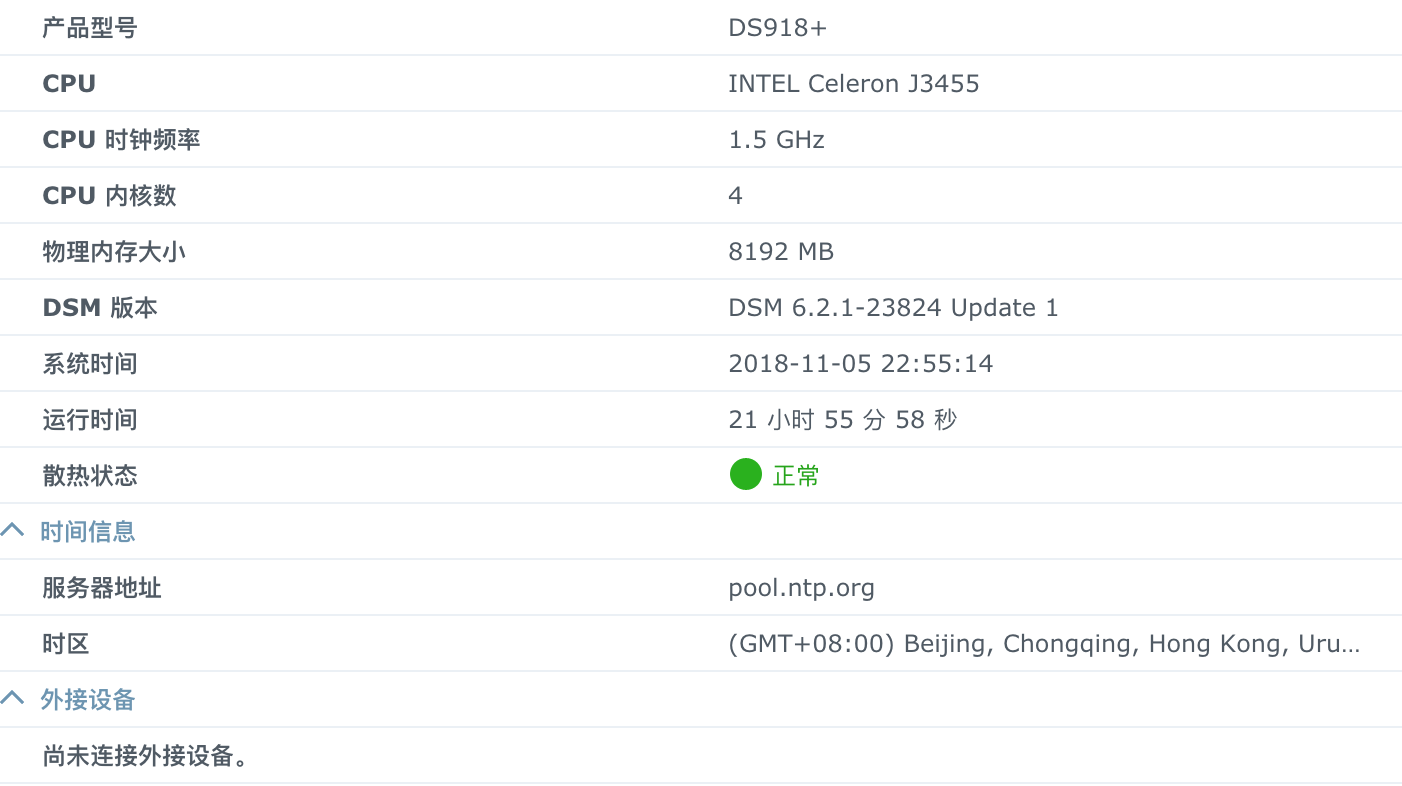 产品型号 DS918+
CPU INTEL Celeron J3455
CPU 时钟频率 1.5 GHz
CPU 内核数 4
物理内存大小 8192 MB
DSM 版本 DSM 6.2.1-23824 Update 1
系统时间 2018-11-05 22:55:14
运行时间 21 小时 55 分 58 秒
散热状态 正常
时间信息
服务器地址 pool.ntp.org
时区 (GMT+08:00) Beijing, Chongqing, Hong Kong, Uru...
外接设备
尚未连接外接设备。